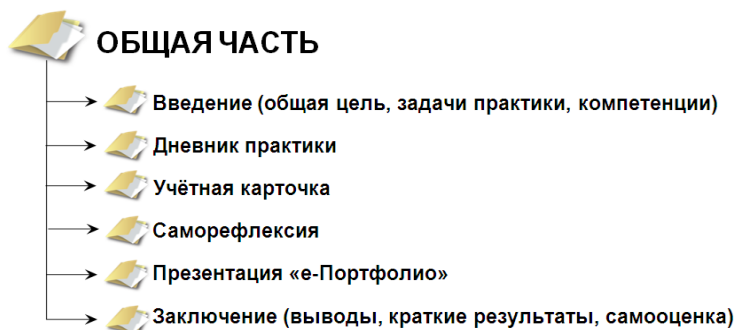 ОБЩАЯ ЧАСТЬ
Введение (общая цель, задачи практики, компетенции)
Дневник практики
Учётная карточка
Саморефлексия
Презентация «е-Портфолио»
Заключение (выводы, краткие результаты, самооценка)